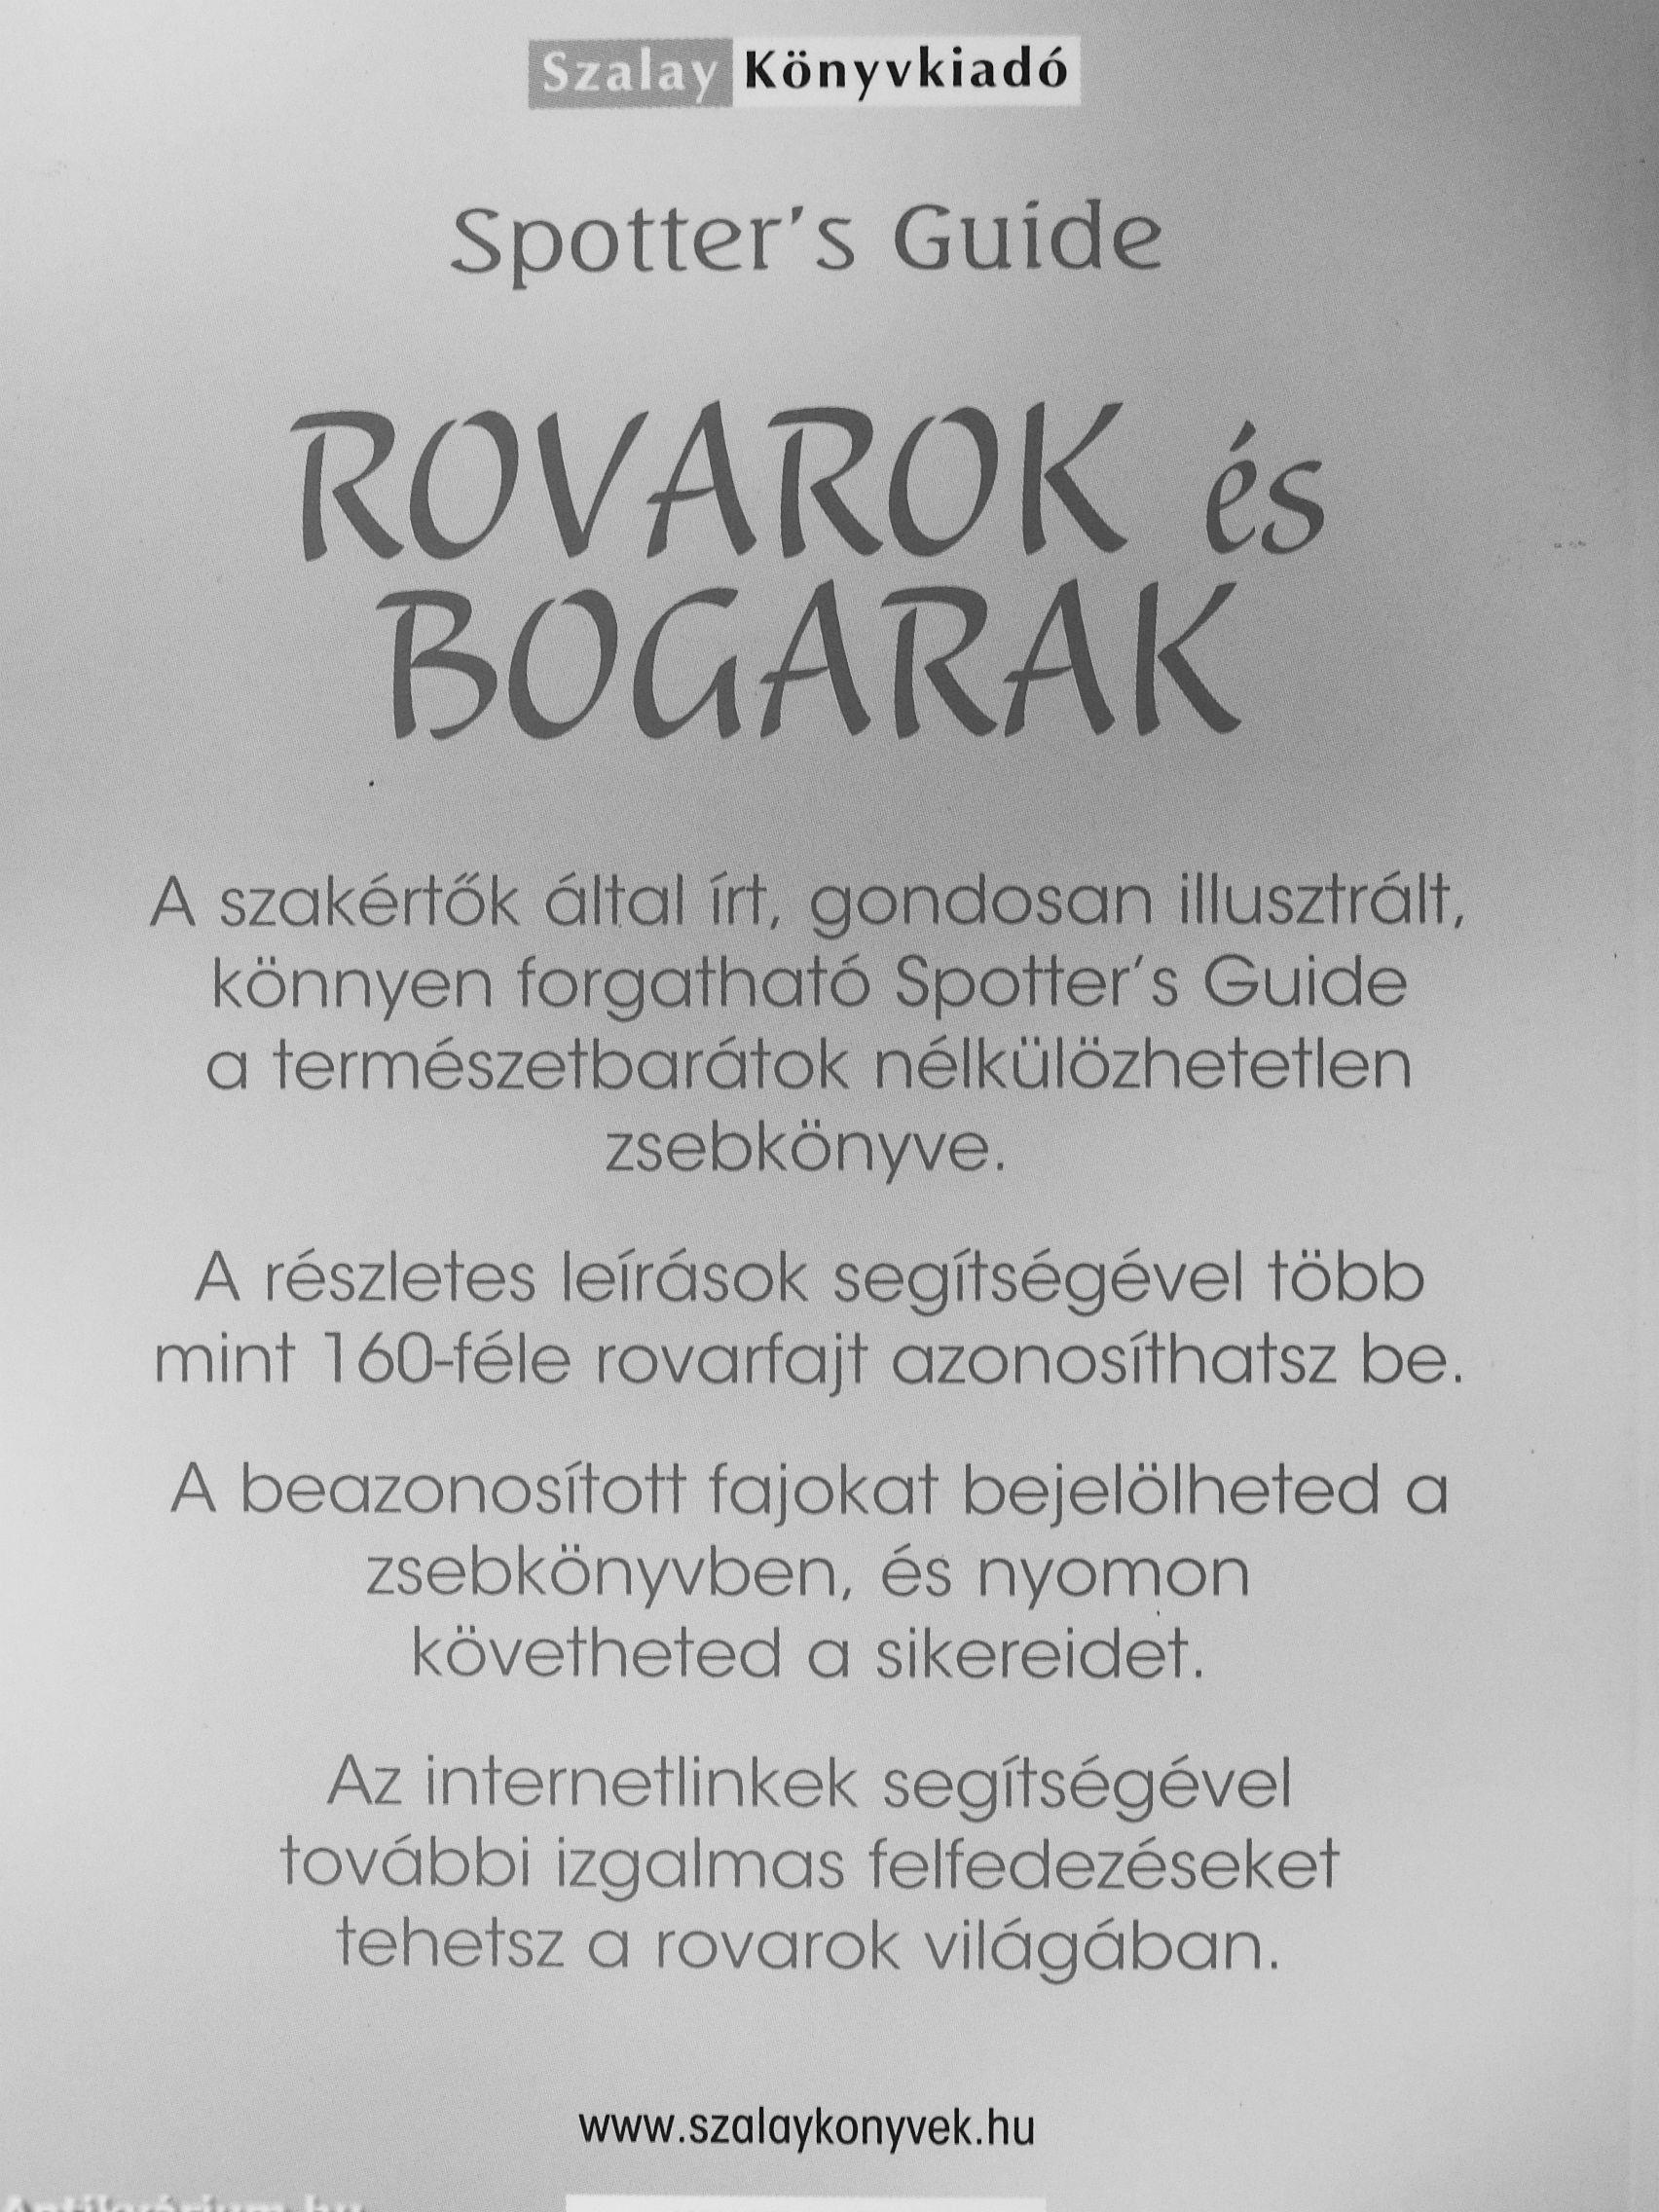 Szalay Könyvkiadó
Spotter's Guide
ROVAROK és
BOGARAK
A szakértők által írt, gondosan illusztrált,
könnyen forgatható Spotter's Guide
a természetbarátok nélkülözhetetlen
zsebkönyve.
A részletes leírások segítségével több
mint 160-féle rovarfajt azonosíthatsz be.
A beazonosított fajokat bejelölheted a
zsebkönyvben, és nyomon
követheted a sikereidet.
Az internetlinkek segítségével
további izgalmas felfedezéseket
tehetsz a rovarok világában.
www.szalaykonyvek.hu